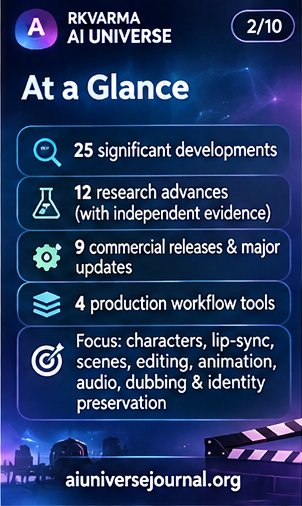 A
RKVARMA
AI UNIVERSE
2/10
At a Glance
25 significant developments
12 research advances
(with independent evidence)
9 commercial releases & major
updates
4 production workflow tools
Focus: characters, lip-sync,
scenes, editing, animation,
audio, dubbing & identity
preservation
aiuniversejournal.org